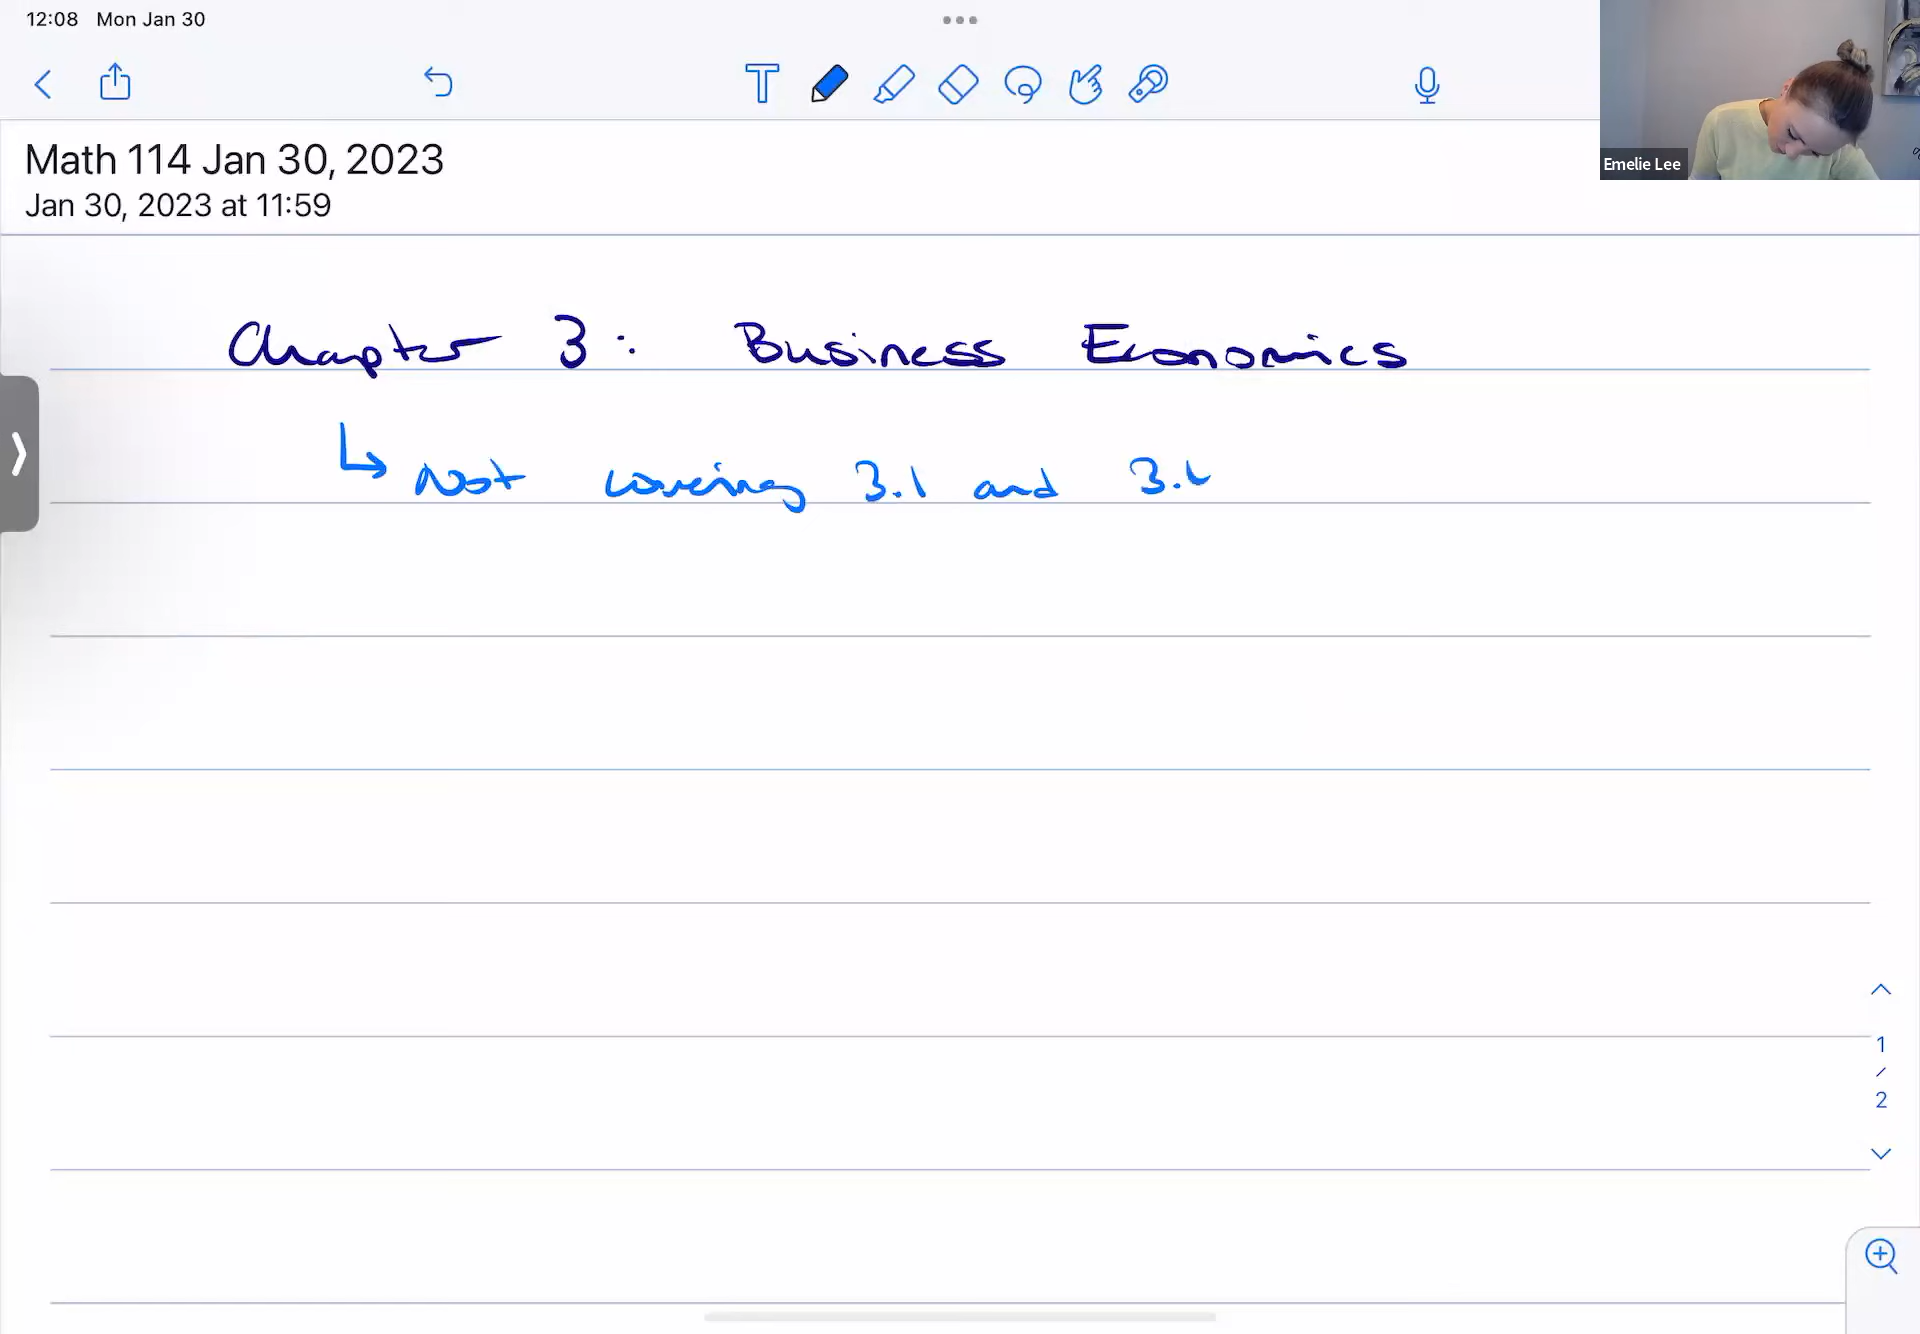 12:08 Mon Jan 30
Math 114 Jan 30, 2023
Jan 30, 2023 at 11:59
Emelie Lee
Chapter 3: Business Economics
Not covering 3.1 and
1
/
2